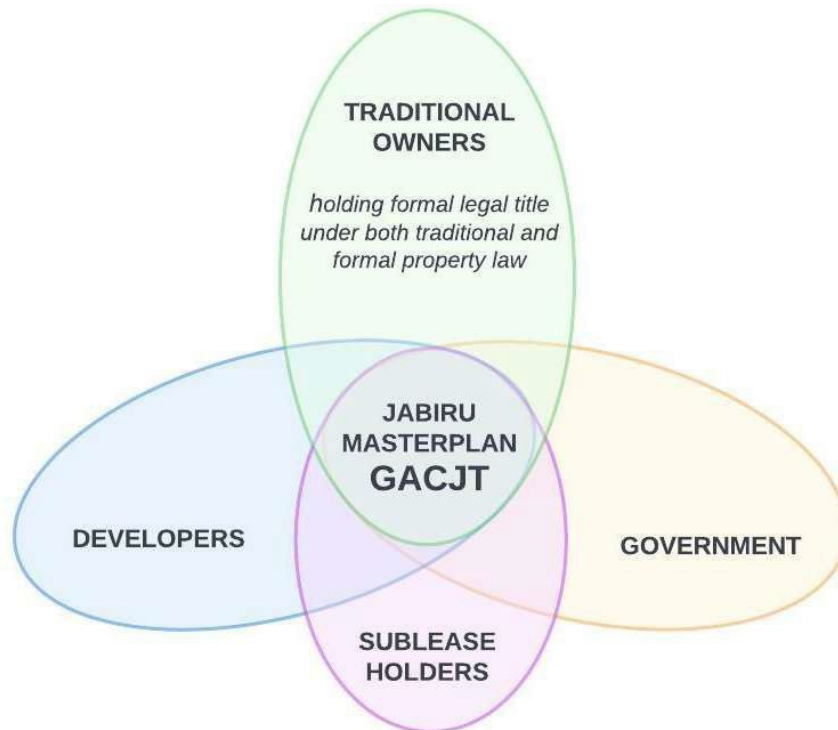 TRADITIONAL
OWNERS
holding formal legal title
under both traditional and
formal property law
JABIRU
MASTERPLAN
GACJT
DEVELOPERS
GOVERNMENT
SUBLEASE
HOLDERS